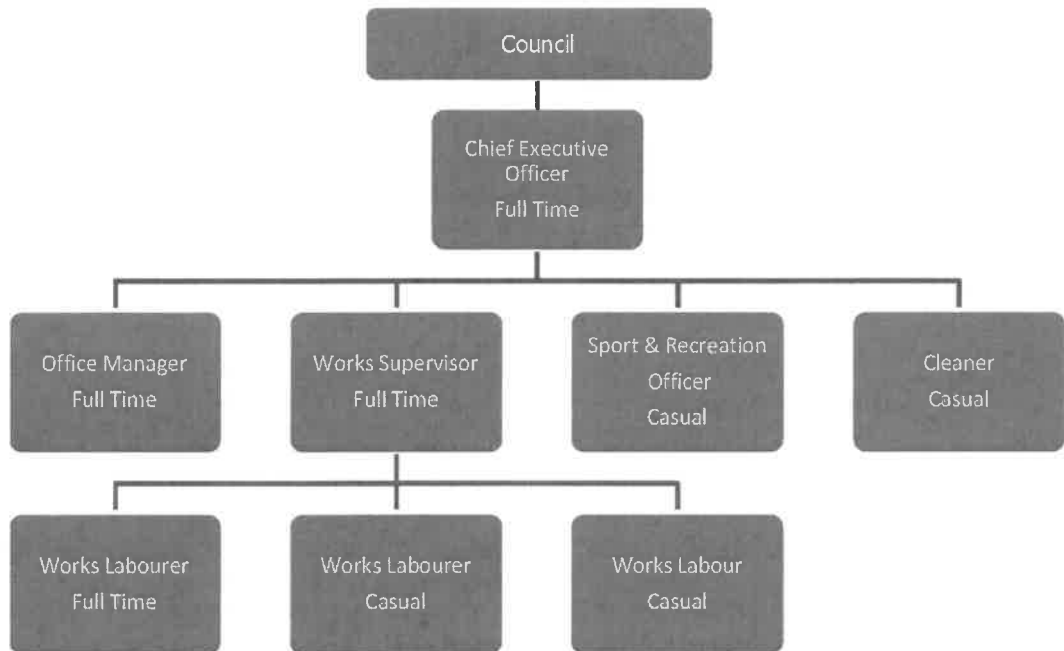 Council
Chief Executive
Officer
Full Time
Office Manager
Full Time
Works Supervisor
Full Time
Sport & Recreation
Officer
Casual
Cleaner
Casual
Works Labourer
Full Time
Works Labourer
Casual
Works Labour
Casual